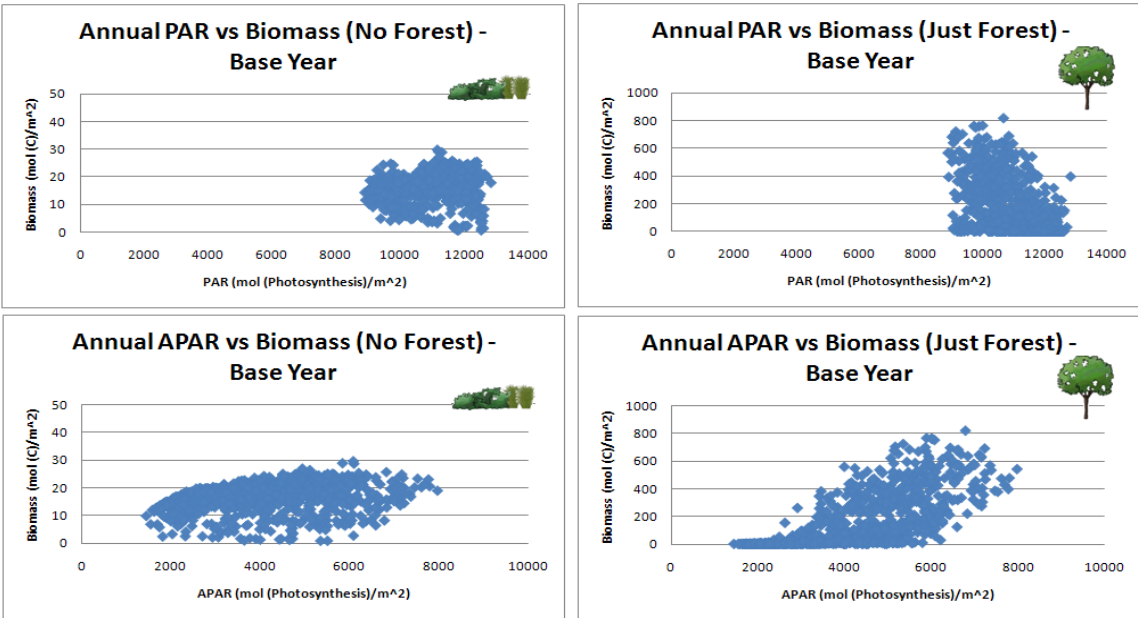 Annual PAR vs Biomass (No Forest) -
Base Year
Biomass (mol (C)/m^2)
50
40
30
20
10
0
0 2000 4000 6000 8000 10000 12000 14000
PAR (mol (Photosynthesis)/m^2)
Annual PAR vs Biomass (Just Forest) -
Base Year
Biomass (mol (C)/m^2)
1000
800
600
400
200
0
0 2000 4000 6000 8000 10000 12000 14000
PAR (mol (Photosynthesis)/m^2)
Annual APAR vs Biomass (No Forest) -
Base Year
Biomass (mol (C)/m^2)
50
40
30
20
10
0
0 2000 4000 6000 8000 10000
APAR (mol (Photosynthesis)/m^2)
Annual APAR vs Biomass (Just Forest) -
Base Year
Biomass (mol (C)/m^2)
1000
800
600
400
200
0
0 2000 4000 6000 8000 10000
APAR (mol (Photosynthesis)/m^2)